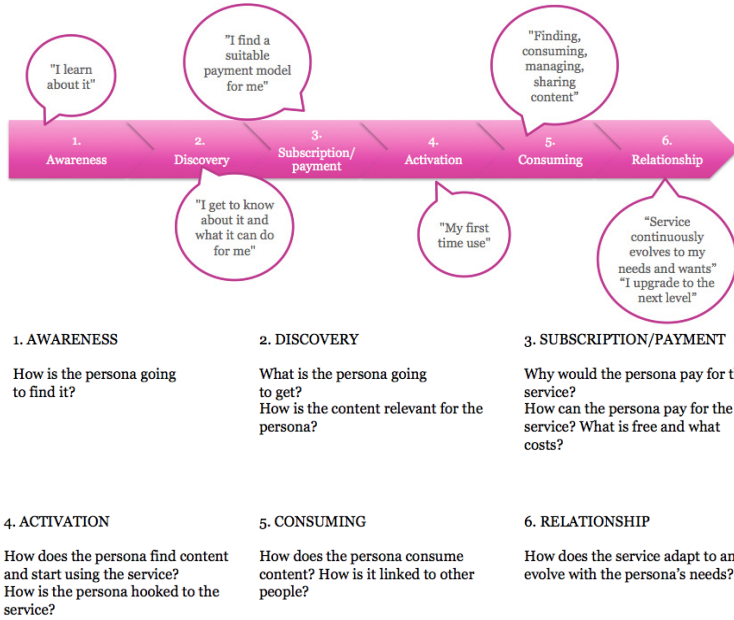 "I learn
about it"
"I find a
suitable
payment model
for me"
"Finding,
consuming,
managing,
sharing
content”
1.
Awareness
2.
Discovery
3.
Subscription/
payment
4.
Activation
5.
Consuming
6.
Relationship
"I get to know
about it and
what it can do
for me"
"My first
time use"
“Service
continuously
evolves to my
needs and wants”
“I upgrade to the
next level”
1. AWARENESS
How is the persona going
to find it?
2. DISCOVERY
What is the persona going
to get?
How is the content relevant for the
persona?
3. SUBSCRIPTION/PAYMENT
Why would the persona pay for
service?
How can the persona pay for the
service? What is free and what
costs?
4. ACTIVATION
How does the persona find content
and start using the service?
How is the persona hooked to the
service?
5. CONSUMING
How does the persona consume
content? How is it linked to other
people?
6. RELATIONSHIP
How does the service adapt to
evolve with the persona’s needs?